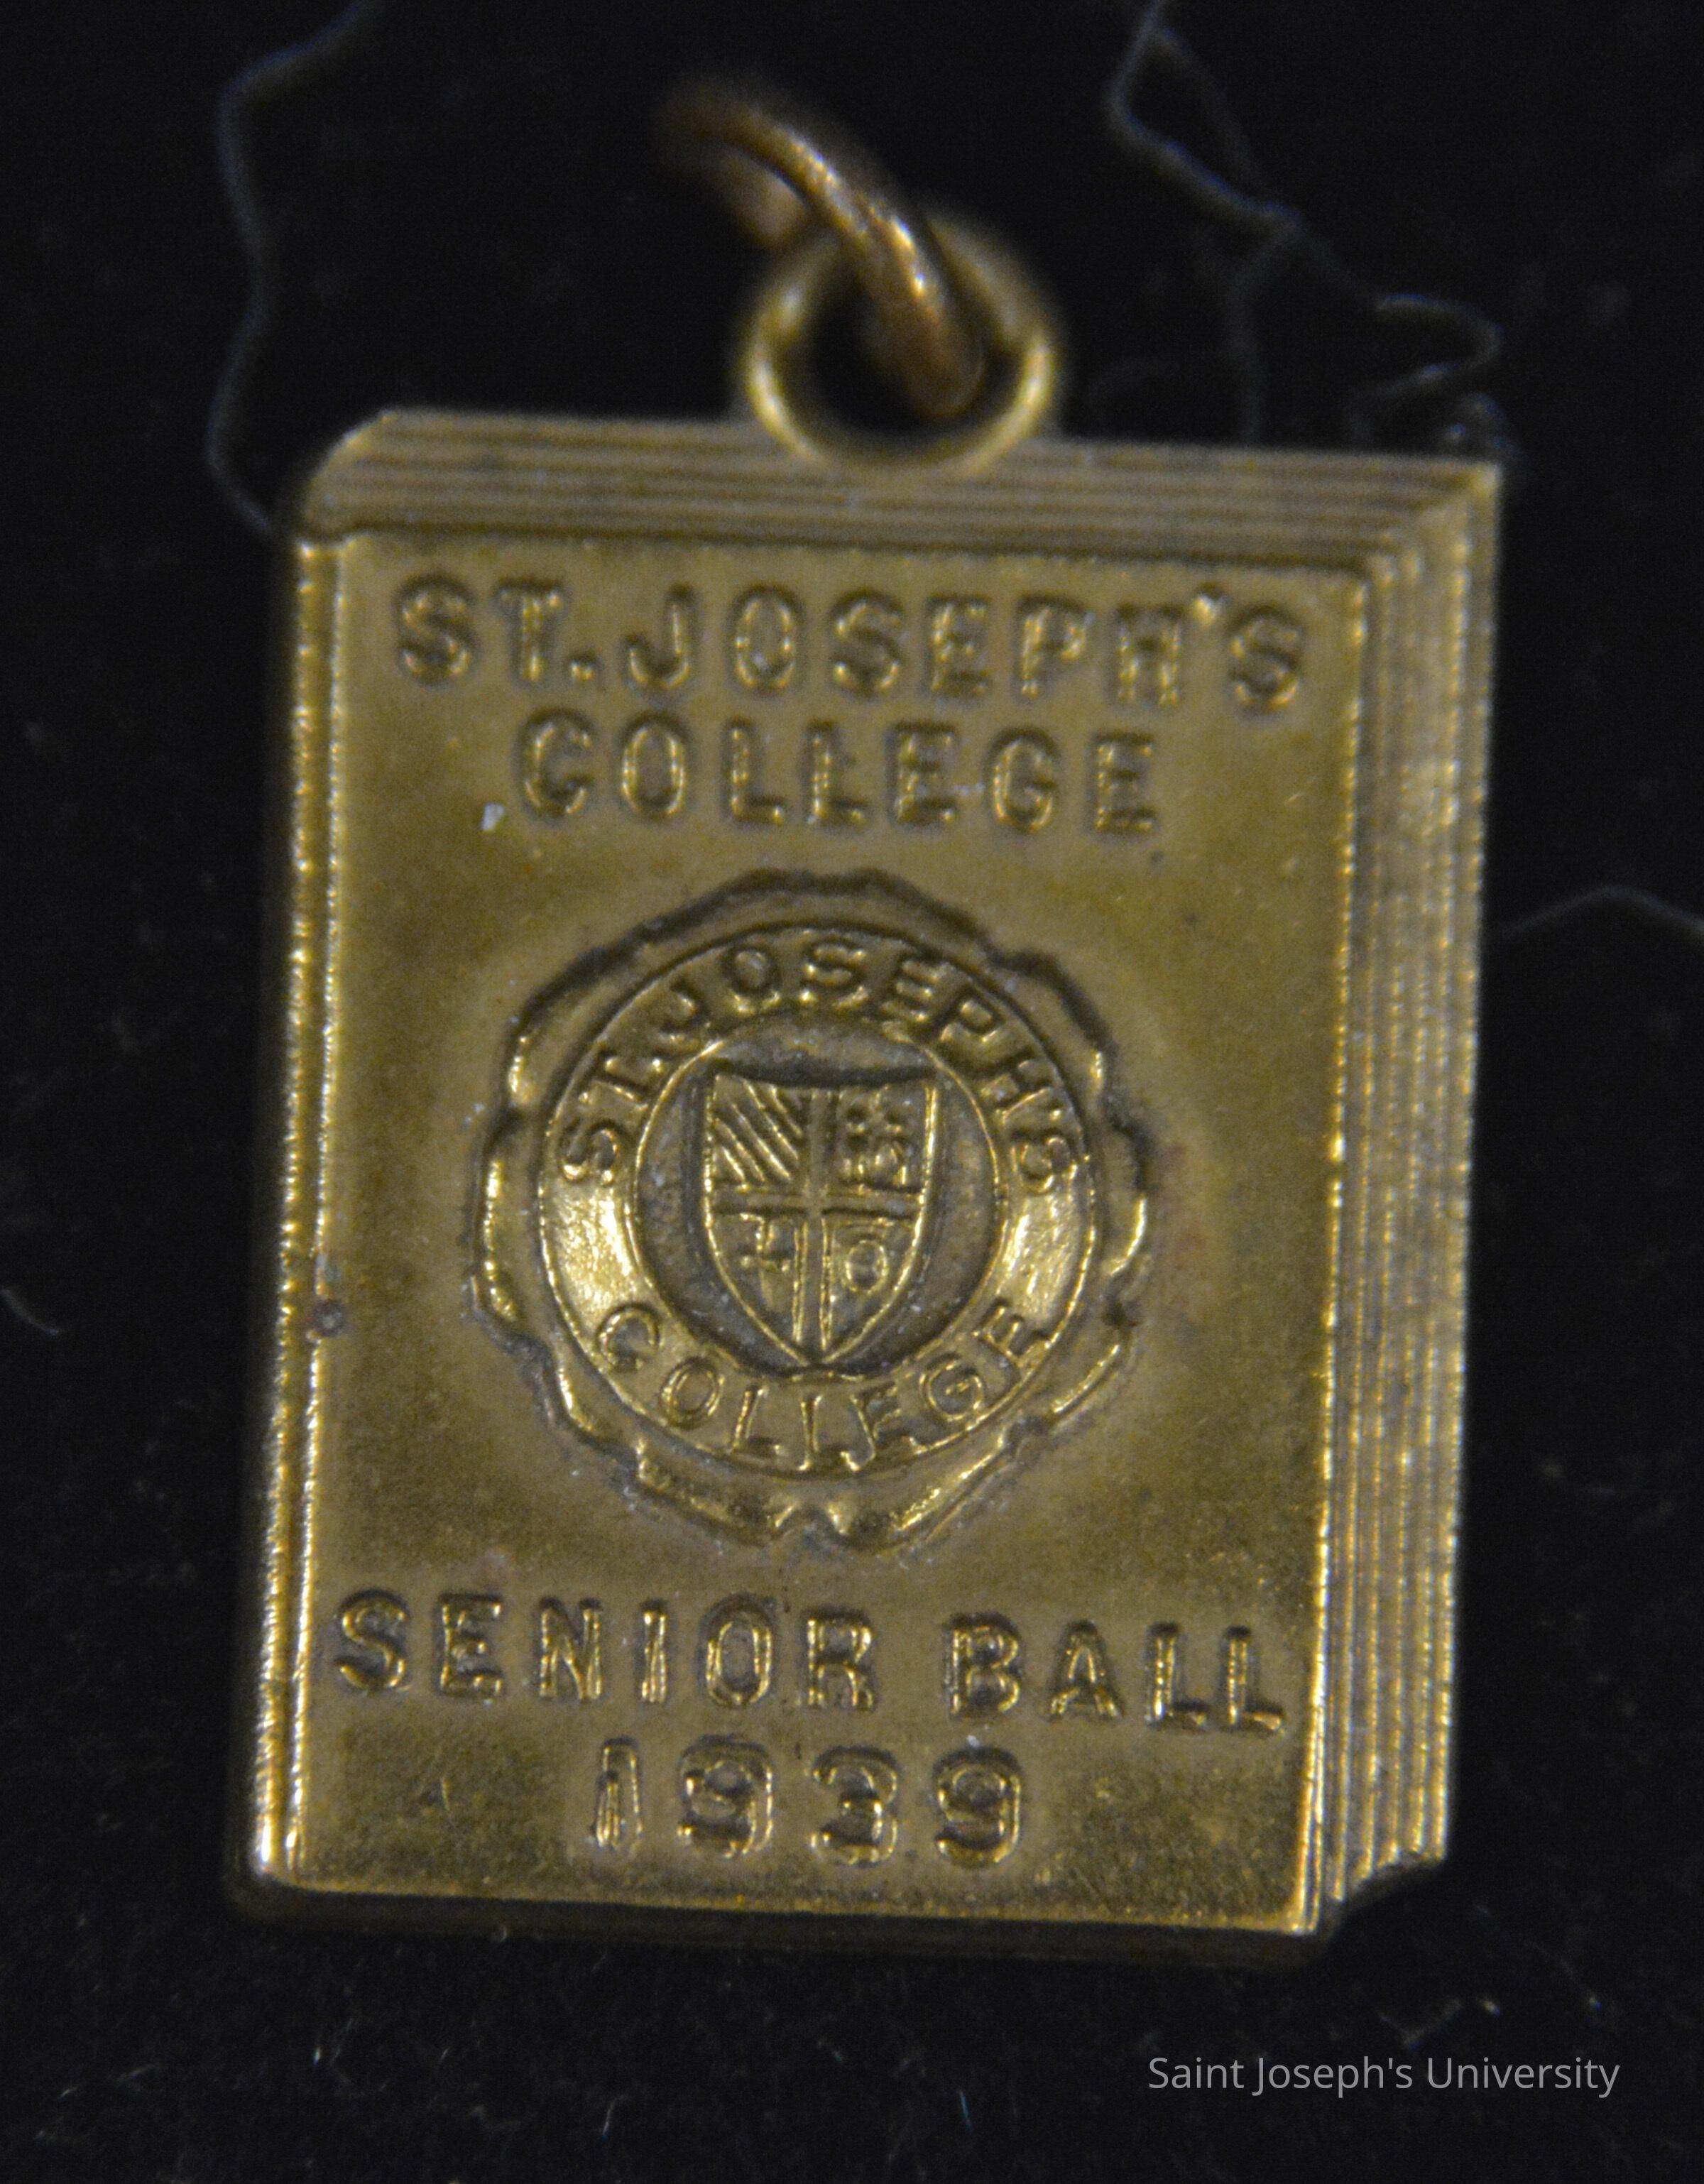 ST. JOSEPH'S
COLLEGE
ST. JOSEPH'S
COLLEGE
SENIOR BALL
1939
Saint Joseph's University